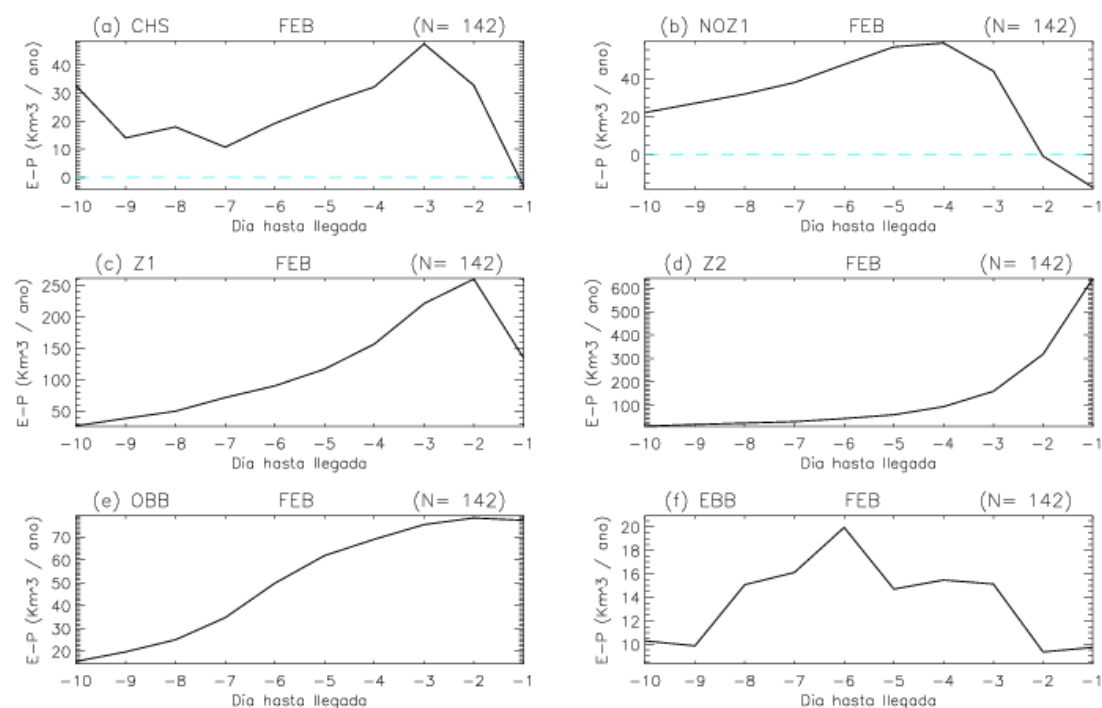 (a) CHS FEB (N= 142)
E-P (Km^3 / ano)
40
30
20
10
0
-10 -9 -8 -7 -6 -5 -4 -3 -2 -1
Dia hasta llegada
(b) NOZ1 FEB (N= 142)
E-P (Km^3 / ano)
40
20
0
-10 -9 -8 -7 -6 -5 -4 -3 -2 -1
Dia hasta llegada
(c) Z1 FEB (N= 142)
E-P (Km^3 / ano)
250
200
150
100
50
-10 -9 -8 -7 -6 -5 -4 -3 -2 -1
Dia hasta llegada
(d) Z2 FEB (N= 142)
E-P (Km^3 / ano)
600
500
400
300
200
100
-10 -9 -8 -7 -6 -5 -4 -3 -2 -1
Dia hasta llegada
(e) OBB FEB (N= 142)
E-P (Km^3 / ano)
70
60
50
40
30
20
-10 -9 -8 -7 -6 -5 -4 -3 -2 -1
Dia hasta llegada
(f) EBB FEB (N= 142)
E-P (Km^3 / ano)
20
18
16
14
12
10
-10 -9 -8 -7 -6 -5 -4 -3 -2 -1
Dia hasta llegada